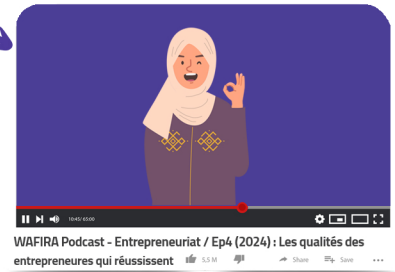 10:45/ 65:00
WAFIRA Podcast - Entrepreneuriat / Ep4 (2024) : Les qualités des
entrepreneures qui réussissent 5,5 M Share Save